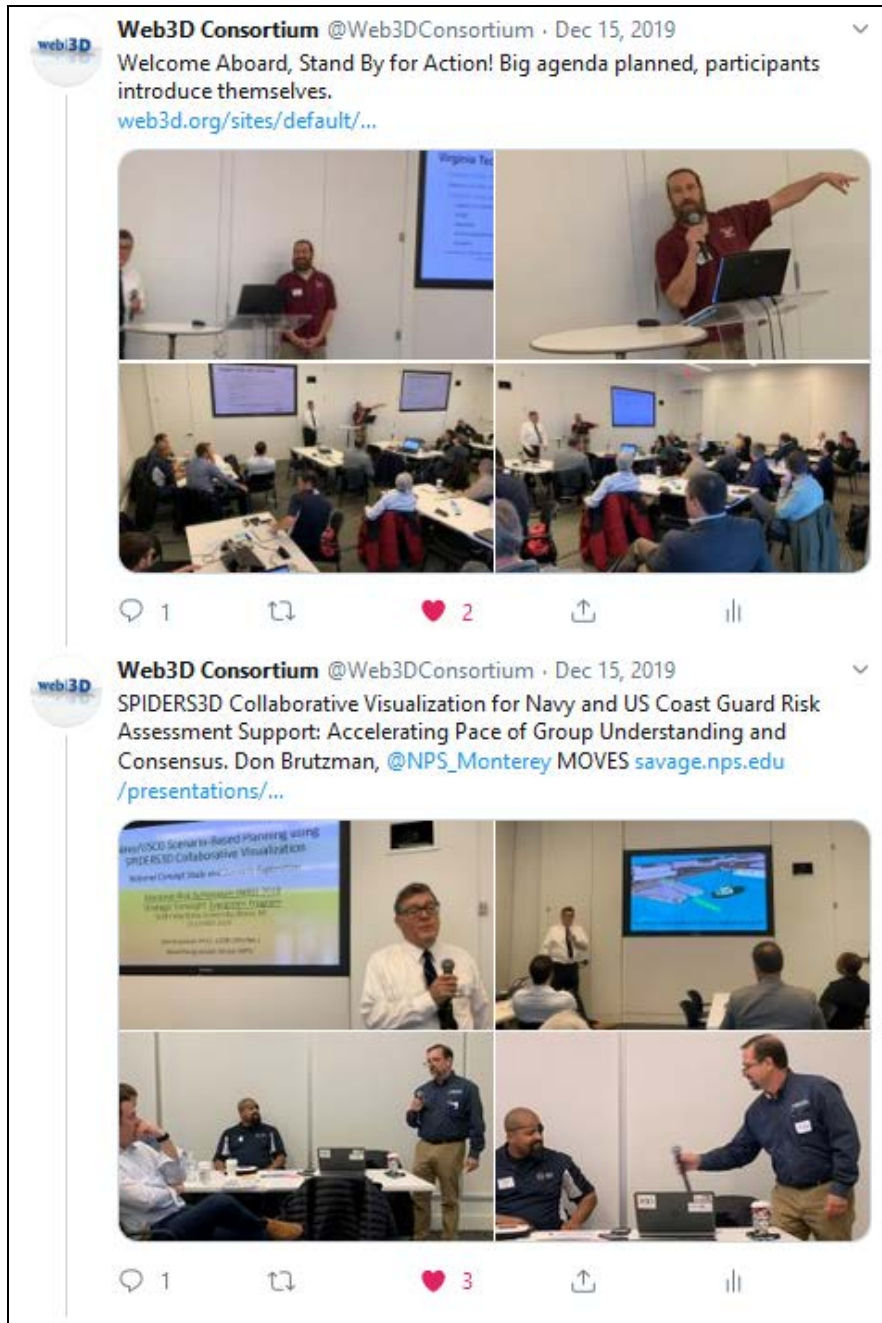 web3D
Web3D Consortium @Web3DConsortium · Dec 15, 2019
Welcome Aboard, Stand By for Action! Big agenda planned, participants
introduce themselves.
web3d.org/sites/default/...
Virginia Tec
1
2
web3D
Web3D Consortium @Web3DConsortium · Dec 15, 2019
SPIDERS3D Collaborative Visualization for Navy and US Coast Guard Risk
Assessment Support: Accelerating Pace of Group Understanding and
Consensus. Don Brutzman, @NPS_Monterey MOVES savage.nps.edu
/presentations/...
Scenario-Based Planning using
SPIDERS3D Collaborative Visualization
1
3